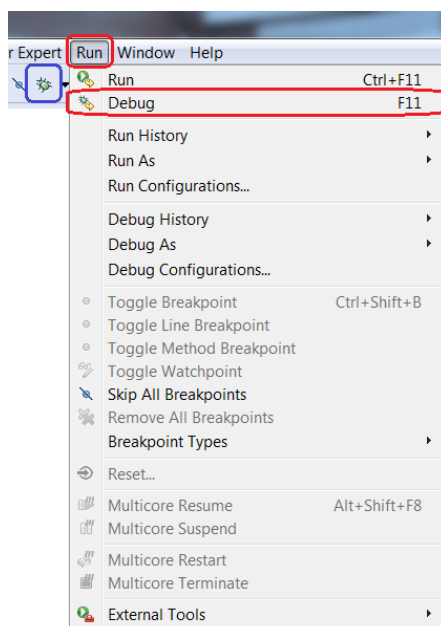 r Expert Run Window Help
Run Ctrl+F11
Debug F11
Run History
Run As
Run Configurations...
Debug History
Debug As
Debug Configurations...
Toggle Breakpoint Ctrl+Shift+B
Toggle Line Breakpoint
Toggle Method Breakpoint
Toggle Watchpoint
Skip All Breakpoints
Remove All Breakpoints
Breakpoint Types
Reset...
Multicore Resume Alt+Shift+F8
Multicore Suspend
Multicore Restart
Multicore Terminate
External Tools